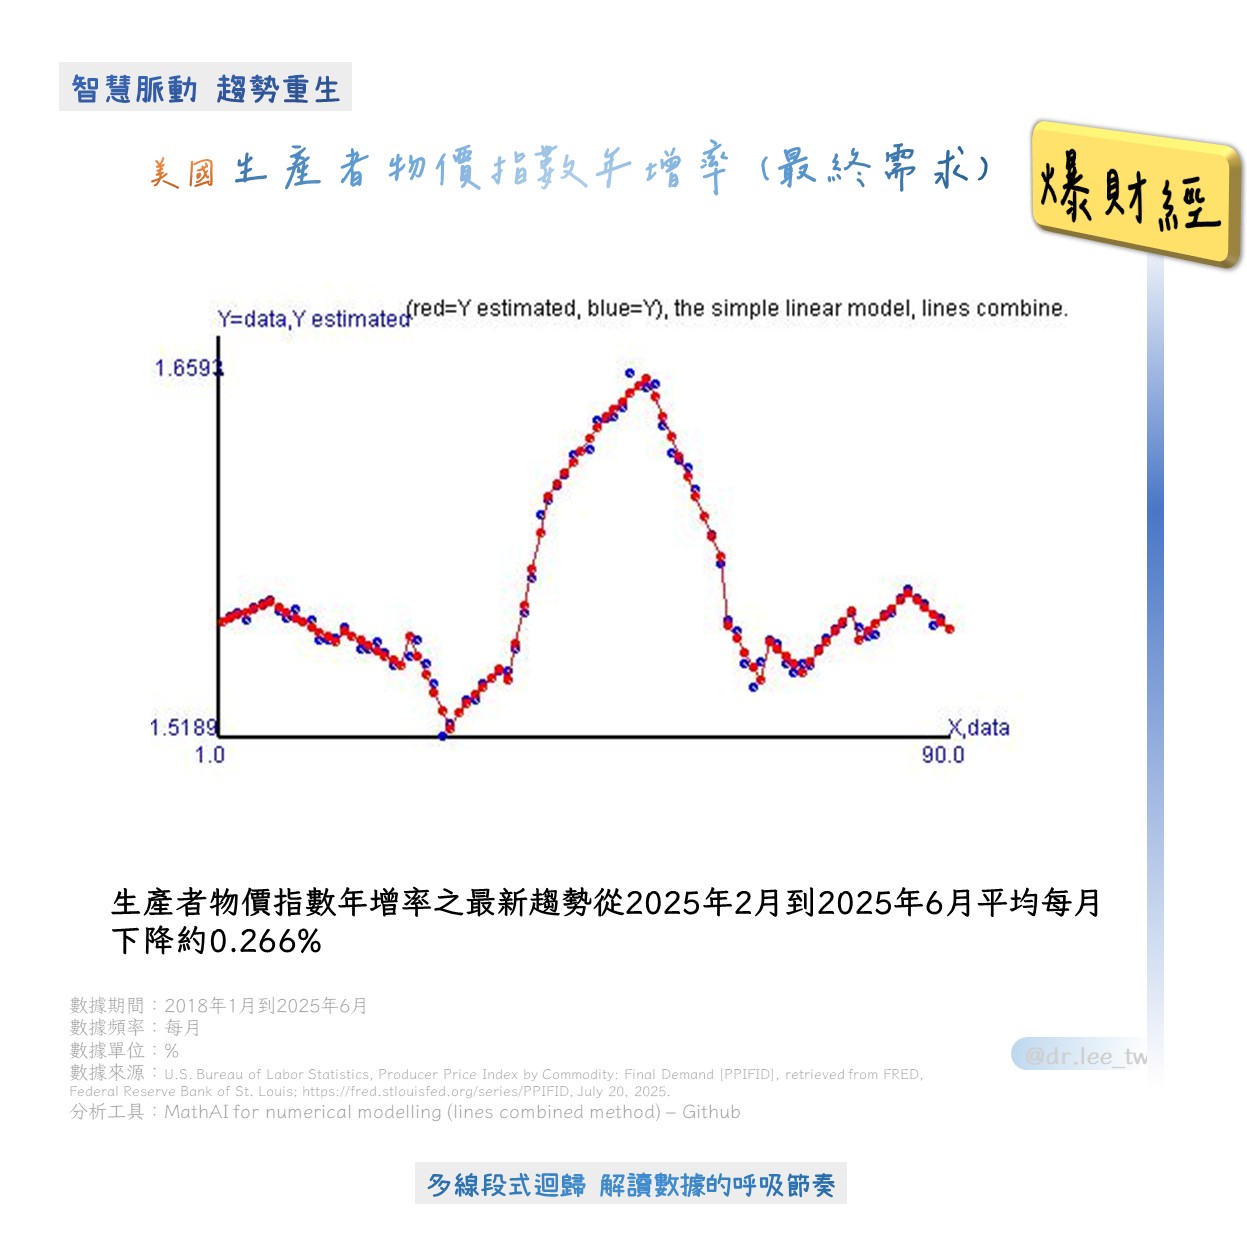 智慧脈動 趨勢重生
美國生產者物價指數年增率(最終需求)
爆財經
(red=Y estimated, blue=Y), the simple linear model, lines combine.
Y=data,Y estimated
1.6593
1.5189
X,data
1.0
90.0
生產者物價指數年增率之最新趨勢從2025年2月到2025年6月平均每月
下降約0.266%
數據期間：2018年1月到2025年6月
數據頻率：每月
數據單位：%
@dr.lee_tw
數據來源：U.S. Bureau of Labor Statistics, Producer Price Index by Commodity: Final Demand [PPIFID], retrieved from FRED,
Federal Reserve Bank of St. Louis; https://fred.stlouisfed.org/series/PPIFID, July 20, 2025.
分析工具：MathAI for numerical modelling (lines combined method) – Github
多線段式迴歸 解讀數據的呼吸節奏